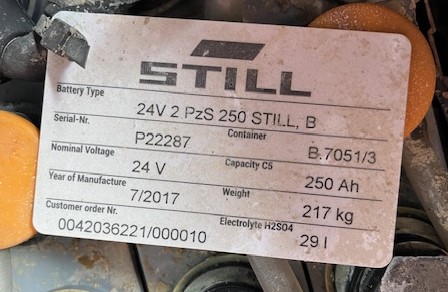 STILL
Battery Type
24V 2 PzS 250 STILL, B
Serial-Nr.
P22287
Container
B.7051/3
Nominal Voltage
24 V
Capacity C5
250 Ah
Year of Manufacture
7/2017
Weight
217 kg
Customer order Nr.
0042036221/000010
Electrolyte H2SO4
29 l